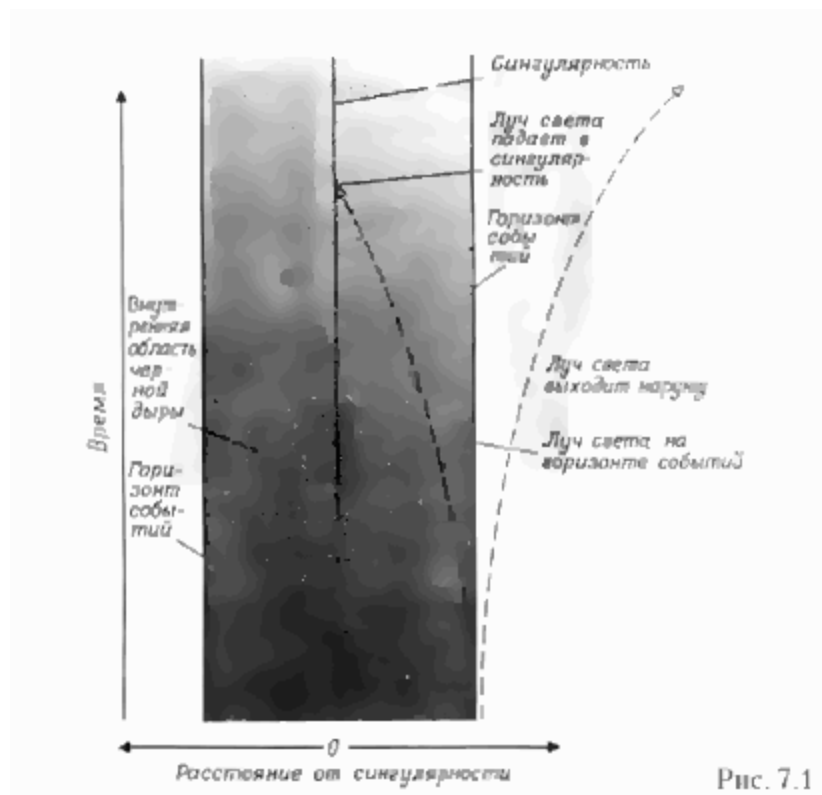 Сингулярность
Луч света
падает в
сингуляр-
ность
Горизонт
собы
тий
Внут-
ренняя
область
чер-
ной
дыры
Луч света
выходит наружу
Время
Луч света на
горизонте событий
Гори-
зонт
собы-
тий
0
Расстояние от сингулярности
Рис. 7.1